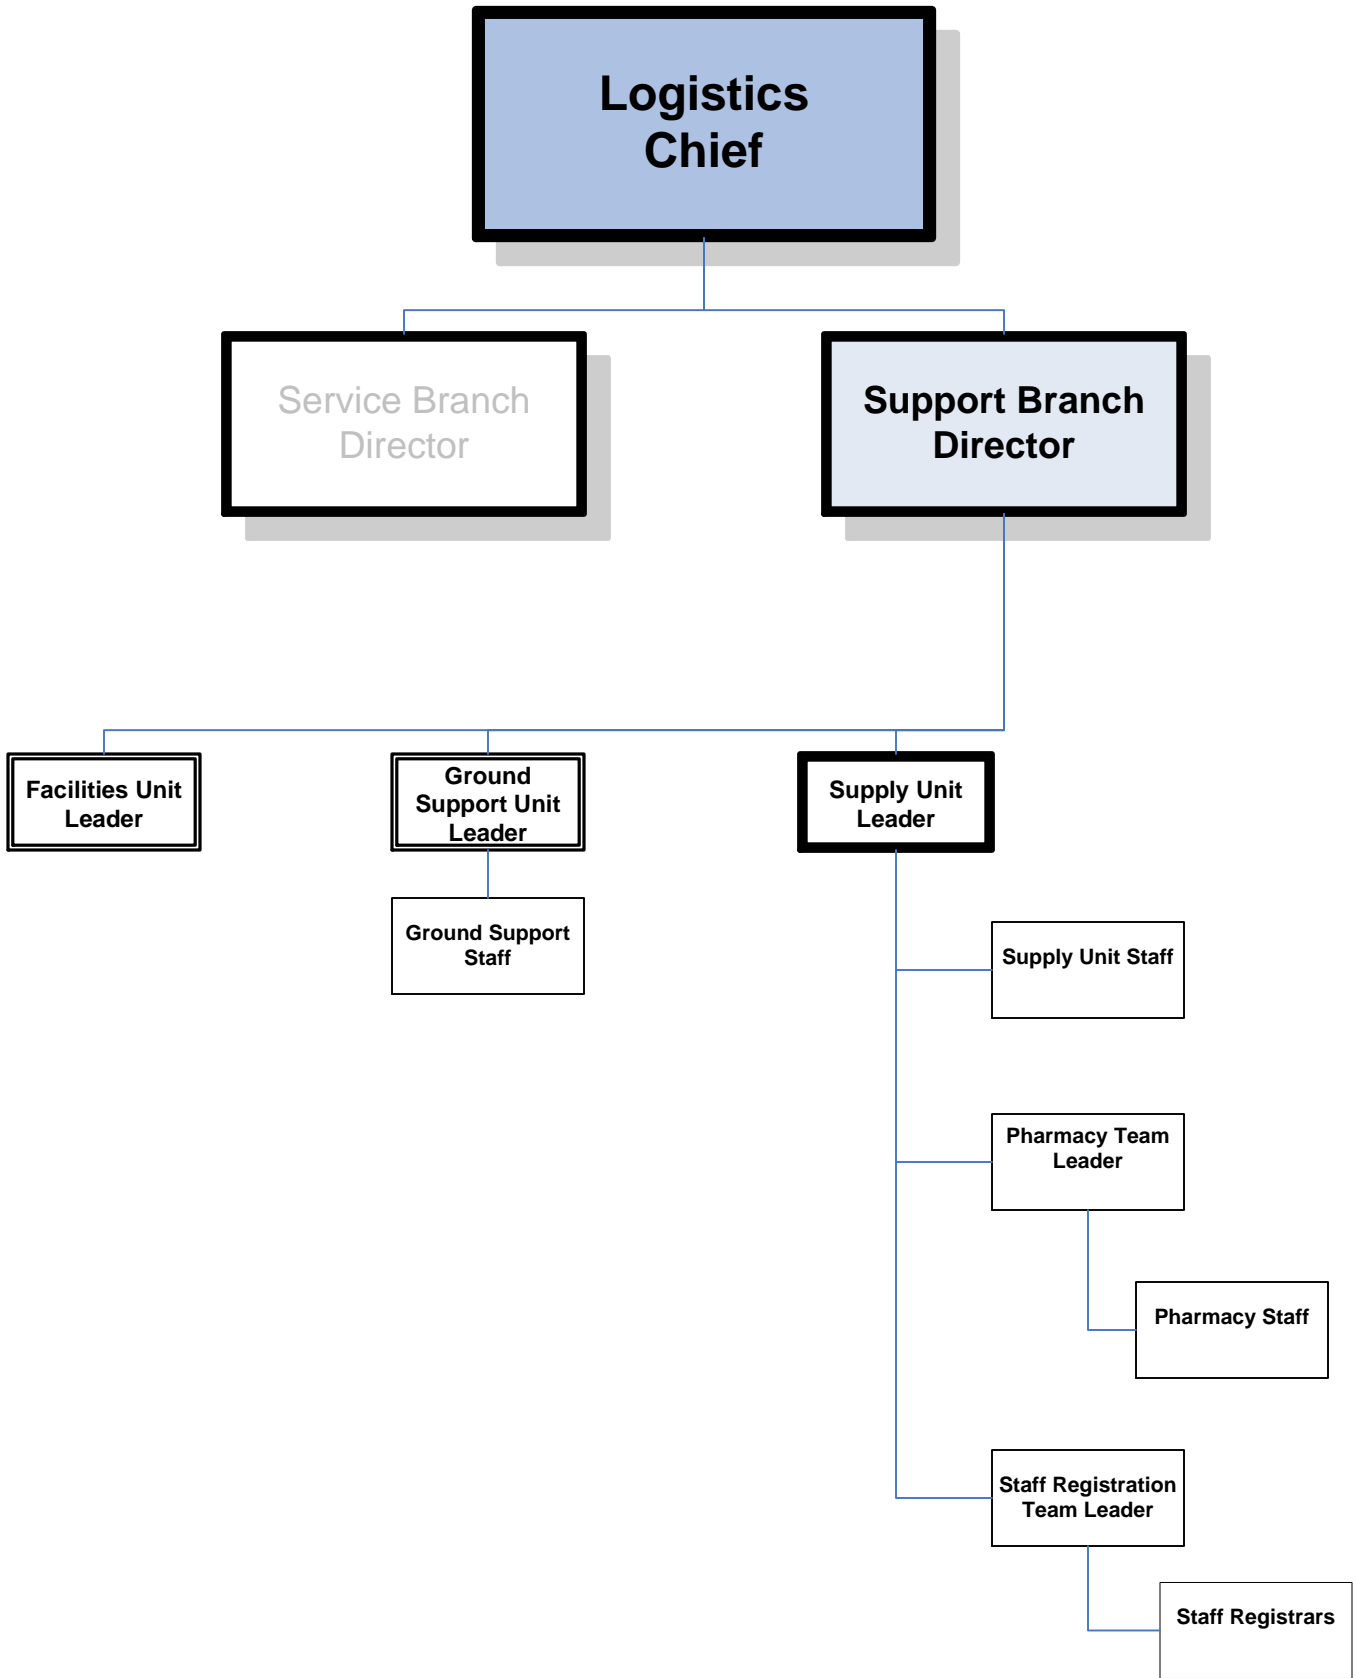 Logistics
Chief
Service Branch
Director
Support Branch
Director
Facilities Unit
Leader
Ground
Support Unit
Leader
Supply Unit
Leader
Ground Support
Staff
Supply Unit Staff
Pharmacy Team
Leader
Pharmacy Staff
Staff Registration
Team Leader
Staff Registrars